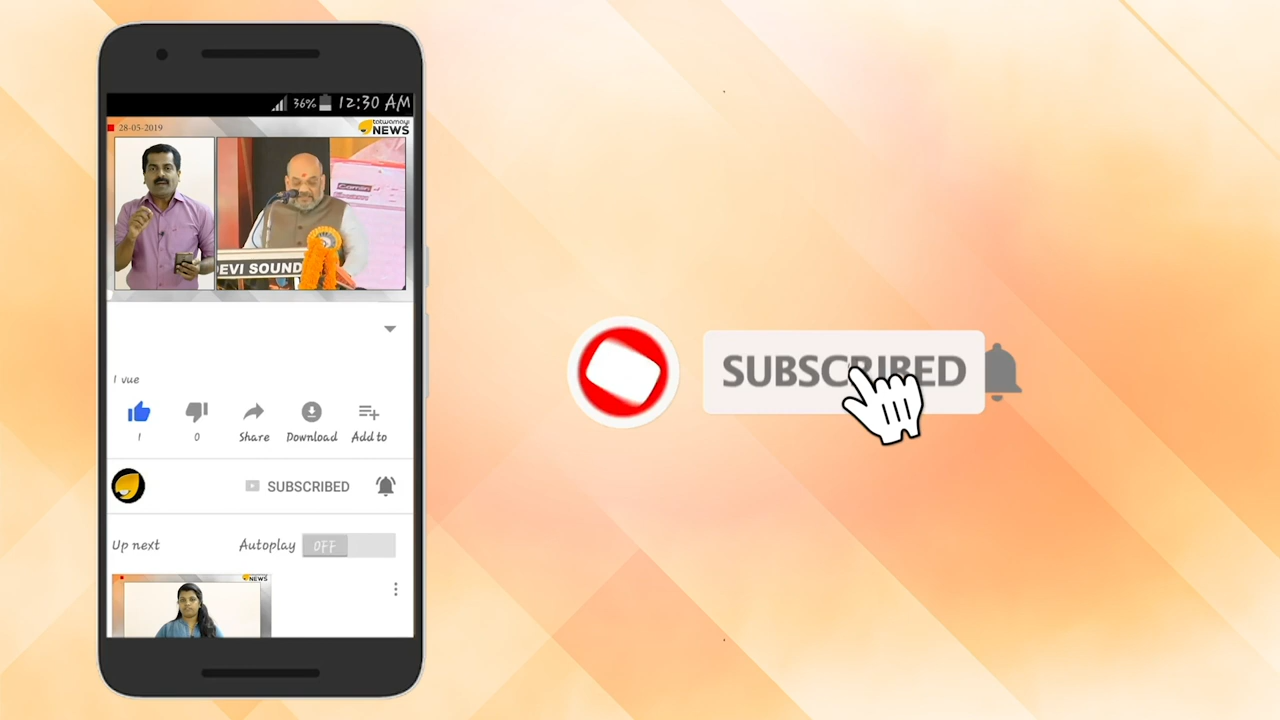 36% 12:30 AM
28-05-2019
tatwamayi
NEWS
DEVI SOUND
1 vue
1
0
Share
Download
Add to
SUBSCRIBED
Up next
Autoplay
OFF
NEWS
SUBSCRIBED